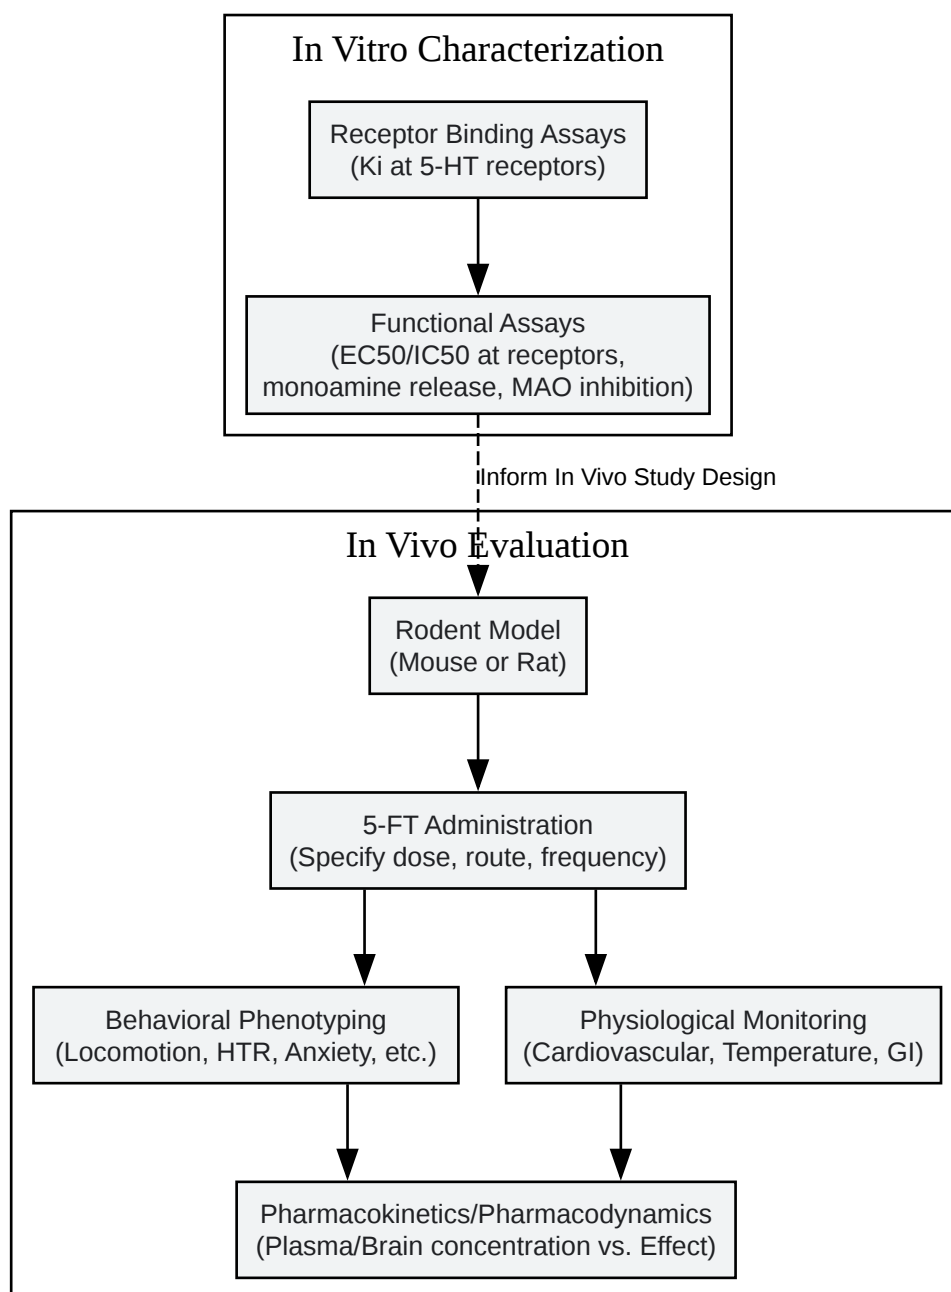 In Vitro Characterization
Receptor Binding Assays
(Ki at 5-HT receptors)
Functional Assays
(EC50/IC50 at receptors,
monoamine release, MAO inhibition)
Inform In Vivo Study Design
In Vivo Evaluation
Rodent Model
(Mouse or Rat)
5-FT Administration
(Specify dose, route, frequency)
Behavioral Phenotyping
(Locomotion, HTR, Anxiety, etc.)
Physiological Monitoring
(Cardiovascular, Temperature, GI)
Pharmacokinetics/Pharmacodynamics
(Plasma/Brain concentration vs. Effect)